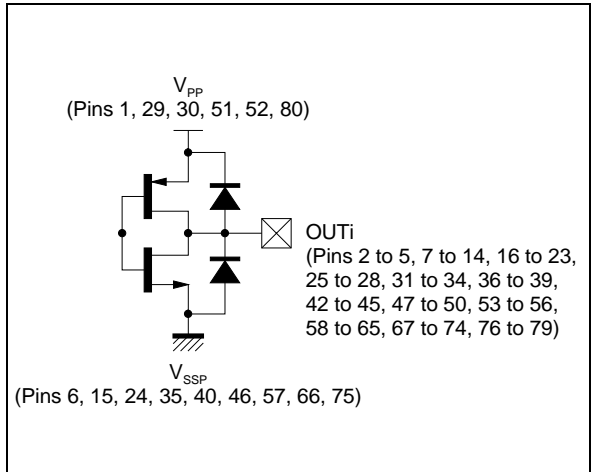 VPP
(Pins 1, 29, 30, 51, 52, 80)
OUTi
(Pins 2 to 5, 7 to 14, 16 to 23,
25 to 28, 31 to 34, 36 to 39,
42 to 45, 47 to 50, 53 to 56,
58 to 65, 67 to 74, 76 to 79)
VSSP
(Pins 6, 15, 24, 35, 40, 46, 57, 66, 75)